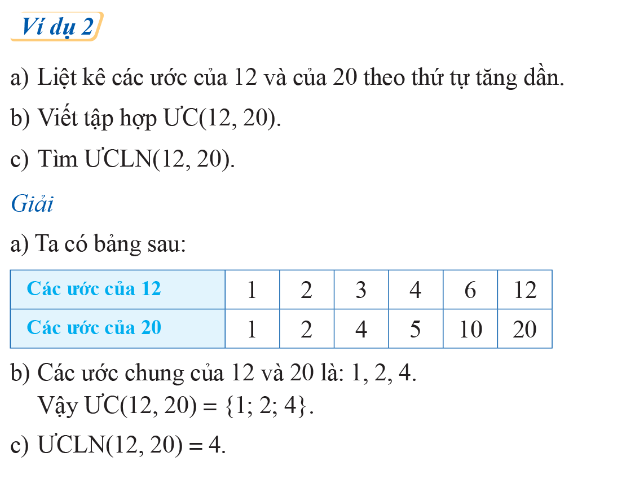 Ví dụ 2
a) Liệt kê các ước của 12 và của 20 theo thứ tự tăng dần.
b) Viết tập hợp ƯC(12, 20).
c) Tìm ƯCLN(12, 20).
Giải
a) Ta có bảng sau:
Các ước của 12 1 2 3 4 6 12
Các ước của 20 1 2 4 5 10 20
b) Các ước chung của 12 và 20 là: 1, 2, 4.
Vậy ƯC(12, 20) = {1; 2; 4}.
c) ƯCLN(12, 20) = 4.